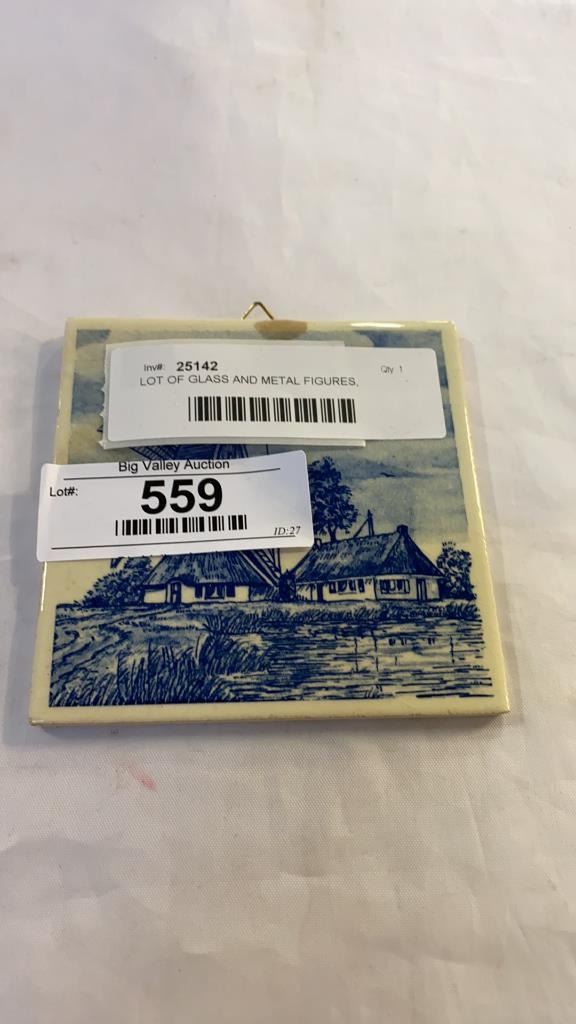 Inv#: 25142 Qty 1
LOT OF GLASS AND METAL FIGURES,
Big Valley Auction
Lot#: 559
ID:27